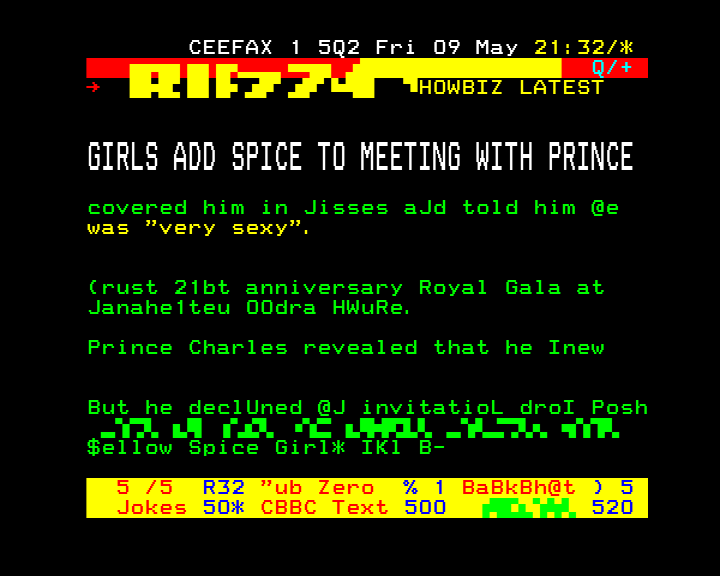 CEEFAX 1 5Q2 Fri 09 May 21:32/*
Q/+
HOWBIZ LATEST
GIRLS ADD SPICE TO MEETING WITH PRINCE
covered him in Jisses aJd told him @e
was "very sexy".
(rust 21bt anniversary Royal Gala at
Janahe1teu OOdra HWuRe.
Prince Charles revealed that he Inew
But he declUned @J invitatioL droI Posh
$ellow Spice Girl* IKl B-
5 /5 R32 "ub Zero % 1 BaBkBh@t ) 5
Jokes 50* CBBC Text 500 520